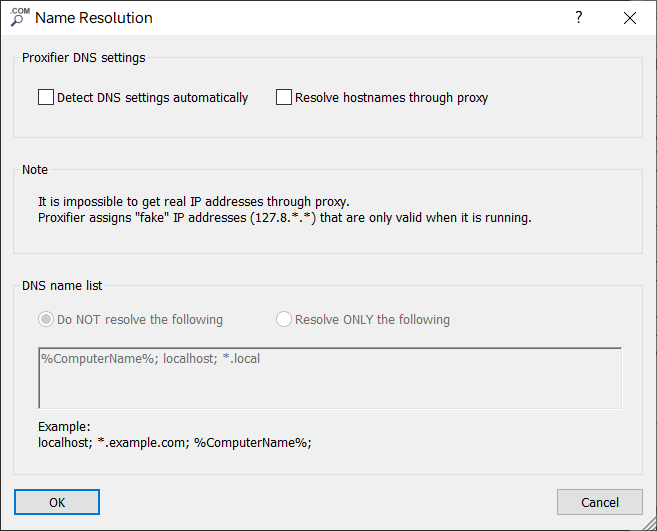 .COM
Name Resolution
?
Proxifier DNS settings
Detect DNS settings automatically
Resolve hostnames through proxy
Note
It is impossible to get real IP addresses through proxy.
Proxifier assigns "fake" IP addresses (127.8.*.*) that are only valid when it is running.
DNS name list
Do NOT resolve the following
Resolve ONLY the following
%ComputerName%; localhost; *.local
Example:
localhost; *.example.com; %ComputerName%;
OK
Cancel